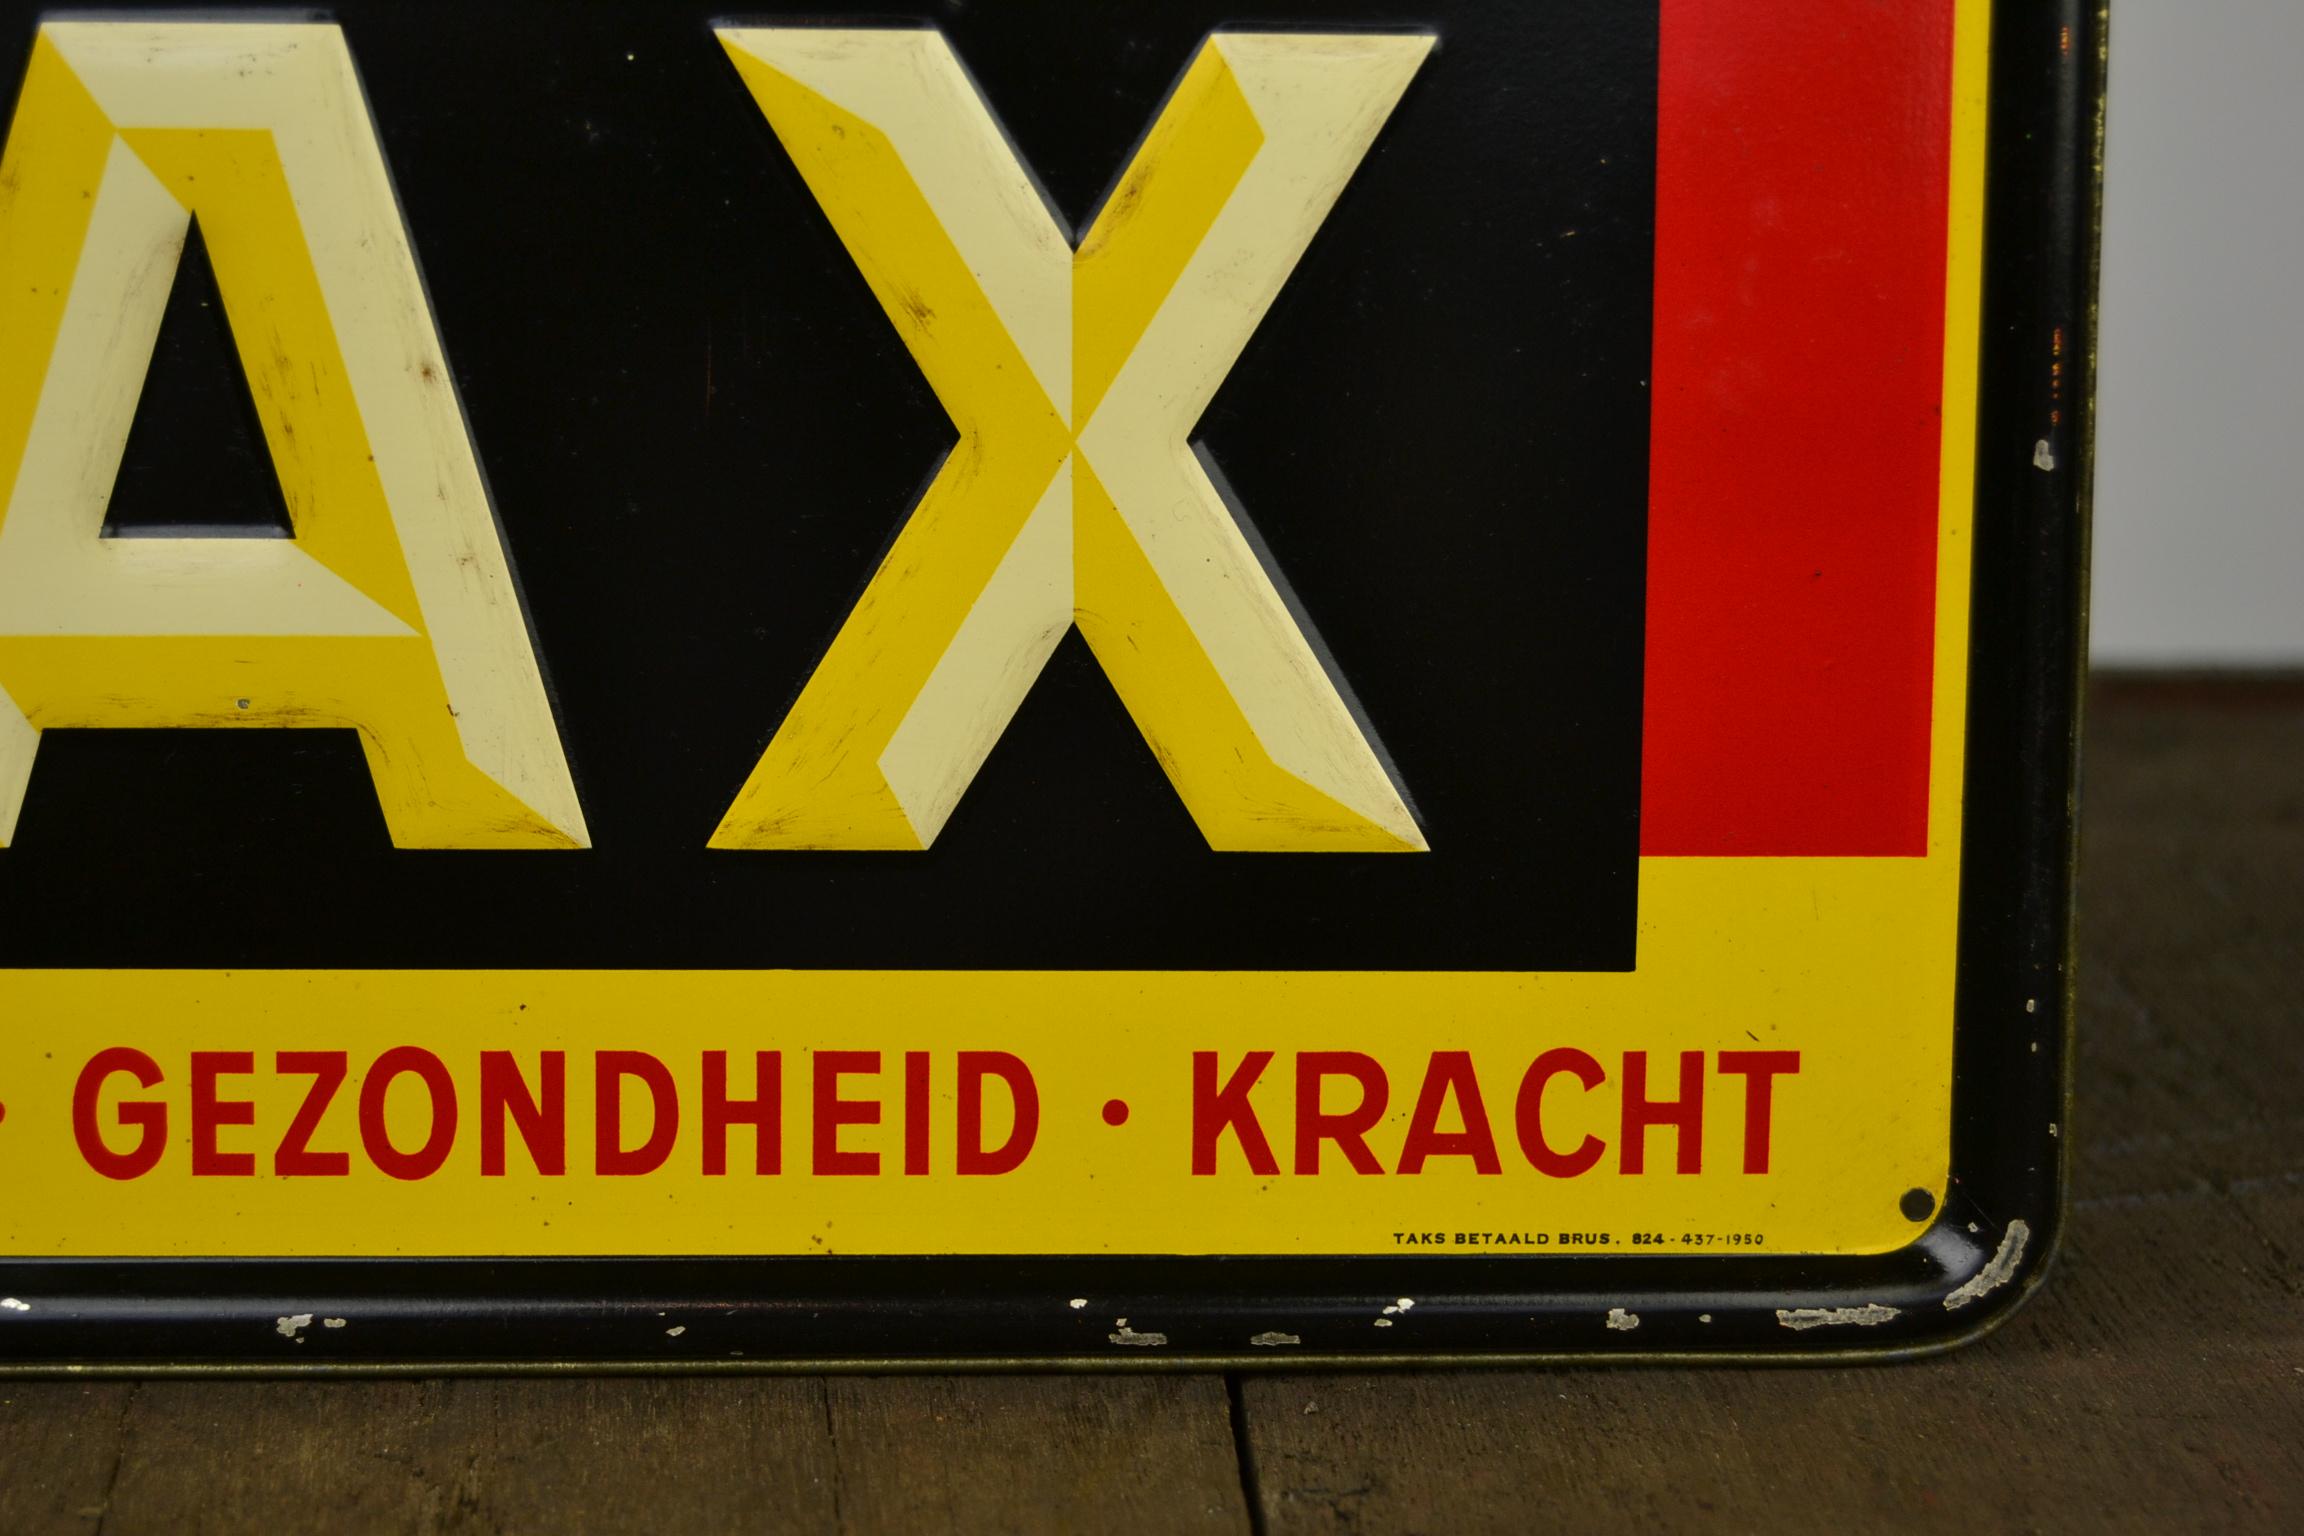 AX
· GEZONDHEID · KRACHT
TAKS BETAALD BRUS. 824 - 437-1950